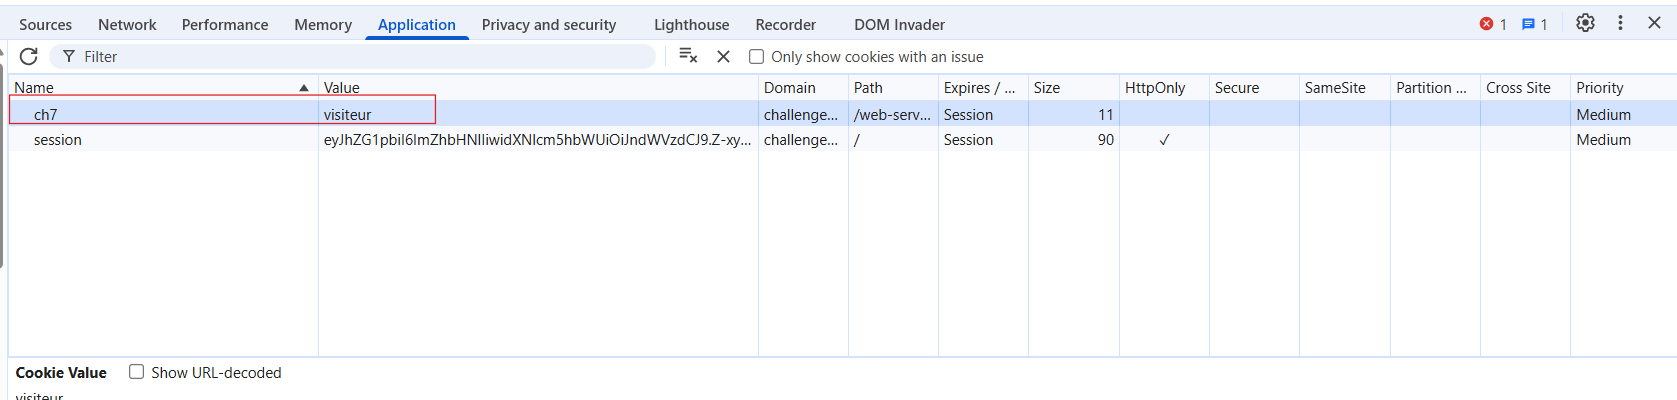 Sources Network Performance Memory Application Privacy and security Lighthouse Recorder DOM Invader 1 1
Filter Only show cookies with an issue
Name Value Domain Path Expires / ... Size HttpOnly Secure SameSite Partition ... Cross Site Priority
ch7 visiteur challenge... /web-serv... Session 11 Medium
session eyJhZG1pbiI6ImZhbHNlIiwidXNlcm5hbWUiOiJndWVzdCJ9.Z-xy... challenge... / Session 90 ✓ Medium
Cookie Value Show URL-decoded
visiteur